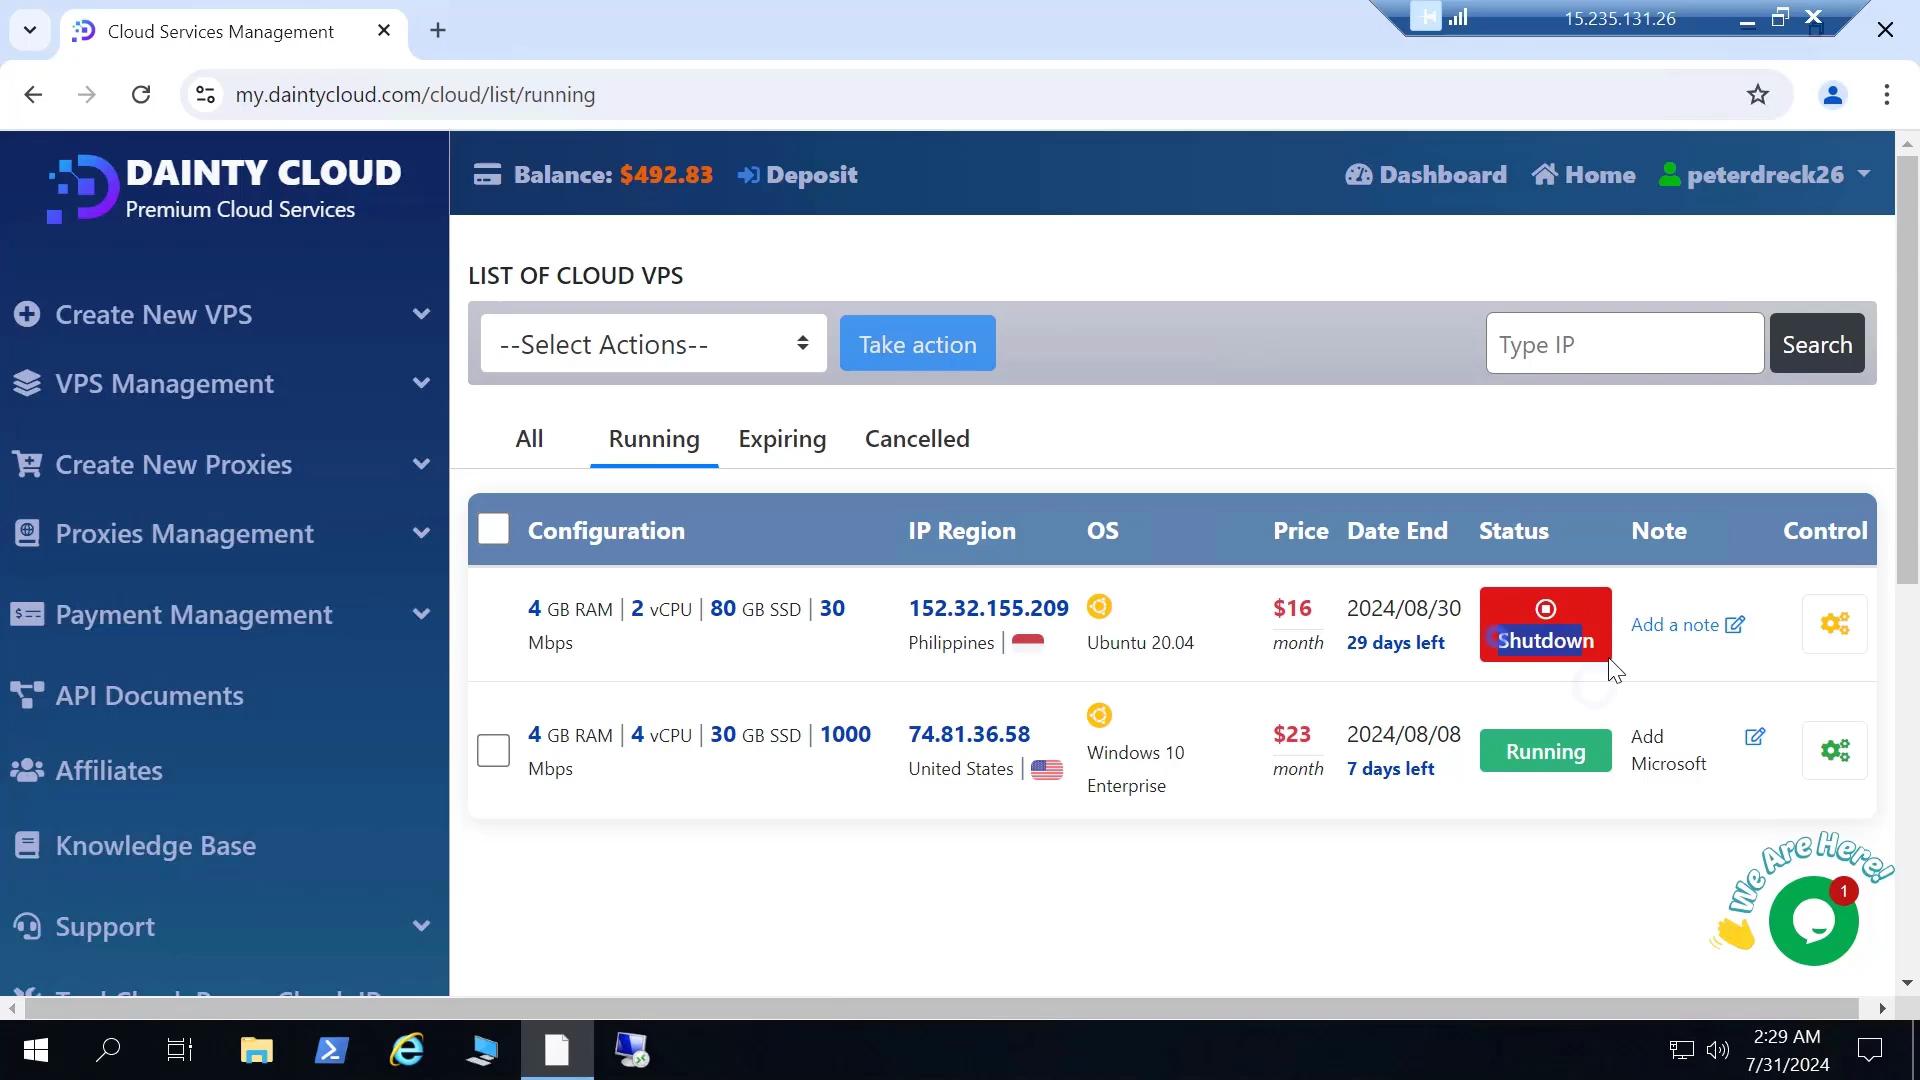 Cloud Services Management
15.235.131.26
my.daintycloud.com/cloud/list/running
DAINTY CLOUD
Premium Cloud Services
Balance: $492.83
Deposit
Dashboard
Home
peterdreck26
Create New VPS
VPS Management
Create New Proxies
Proxies Management
Payment Management
API Documents
Affiliates
Knowledge Base
Support
LIST OF CLOUD VPS
--Select Actions--
Take action
Type IP
Search
All
Running
Expiring
Cancelled
Configuration
IP Region
OS
Price
Date End
Status
Note
Control
4 GB RAM | 2 vCPU | 80 GB SSD | 30
Mbps
152.32.155.209
Philippines |
Ubuntu 20.04
$16
month
2024/08/30
29 days left
Shutdown
Add a note
4 GB RAM | 4 vCPU | 30 GB SSD | 1000
Mbps
74.81.36.58
United States |
Windows 10
Enterprise
$23
month
2024/08/08
7 days left
Running
Add
Microsoft
We Are Here!
1
2:29 AM
7/31/2024